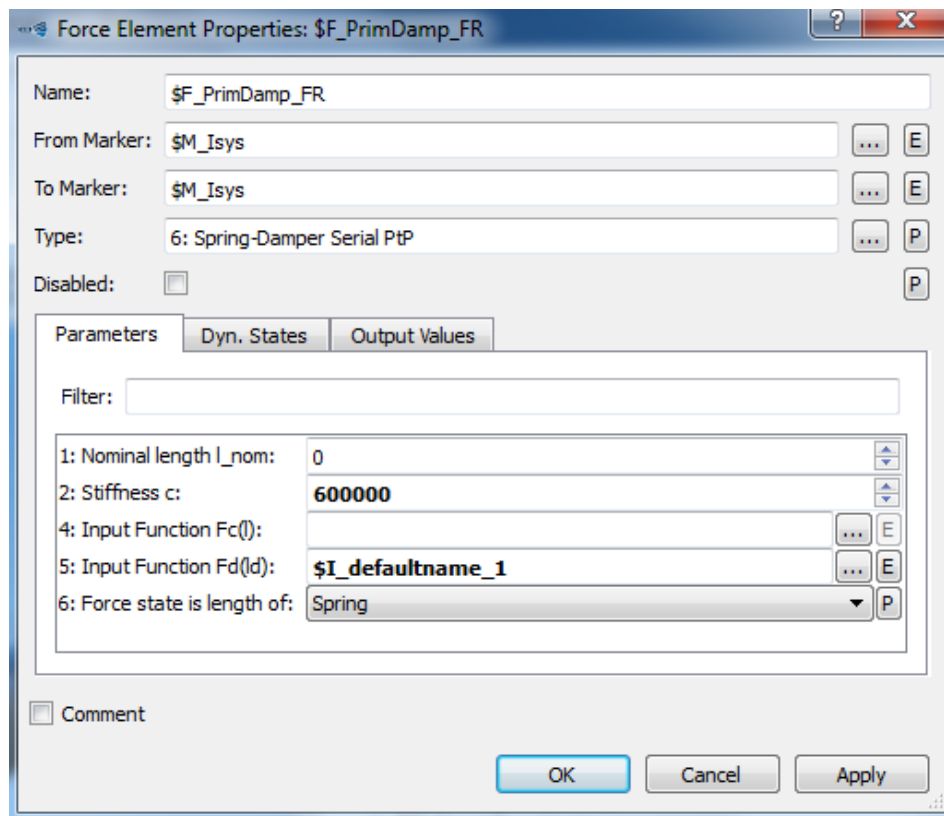 Force Element Properties: $F_PrimDamp_FR
? X
Name: $F_PrimDamp_FR
From Marker: $M_Isys ... E
To Marker: $M_Isys ... E
Type: 6: Spring-Damper Serial PtP ... P
Disabled: P
Parameters Dyn. States Output Values
Filter:
1: Nominal length l_nom: 0
2: Stiffness c: 600000
4: Input Function Fc(l): ... E
5: Input Function Fd(ld): $I_defaultname_1 ... E
6: Force state is length of: Spring P
Comment
OK Cancel Apply